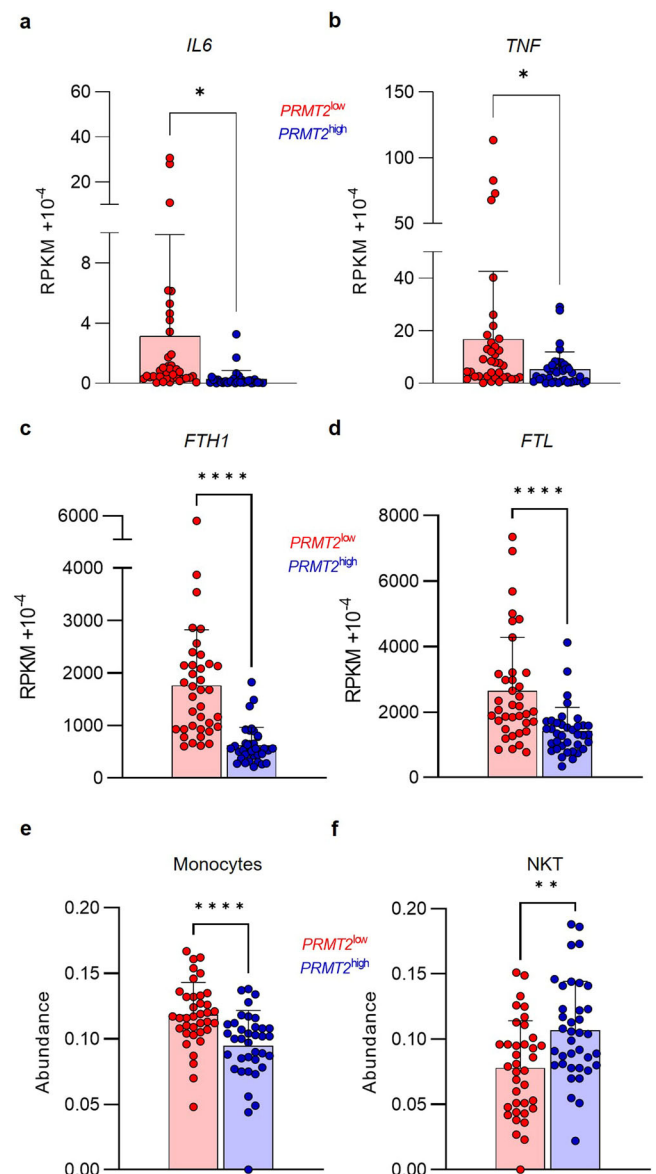 a
IL6
60
40
20
8
4
0
RPKM +10-4
*
PRMT2low
PRMT2high
b
TNF
150
100
50
40
20
0
RPKM +10-4
*
c
FTH1
6000
4000
3000
2000
1000
0
RPKM +10-4
****
PRMT2low
PRMT2high
d
FTL
8000
6000
4000
2000
0
RPKM +10-4
****
e
Monocytes
0.20
0.15
0.10
0.05
0.00
Abundance
****
PRMT2low
PRMT2high
f
NKT
0.20
0.15
0.10
0.05
0.00
Abundance
**